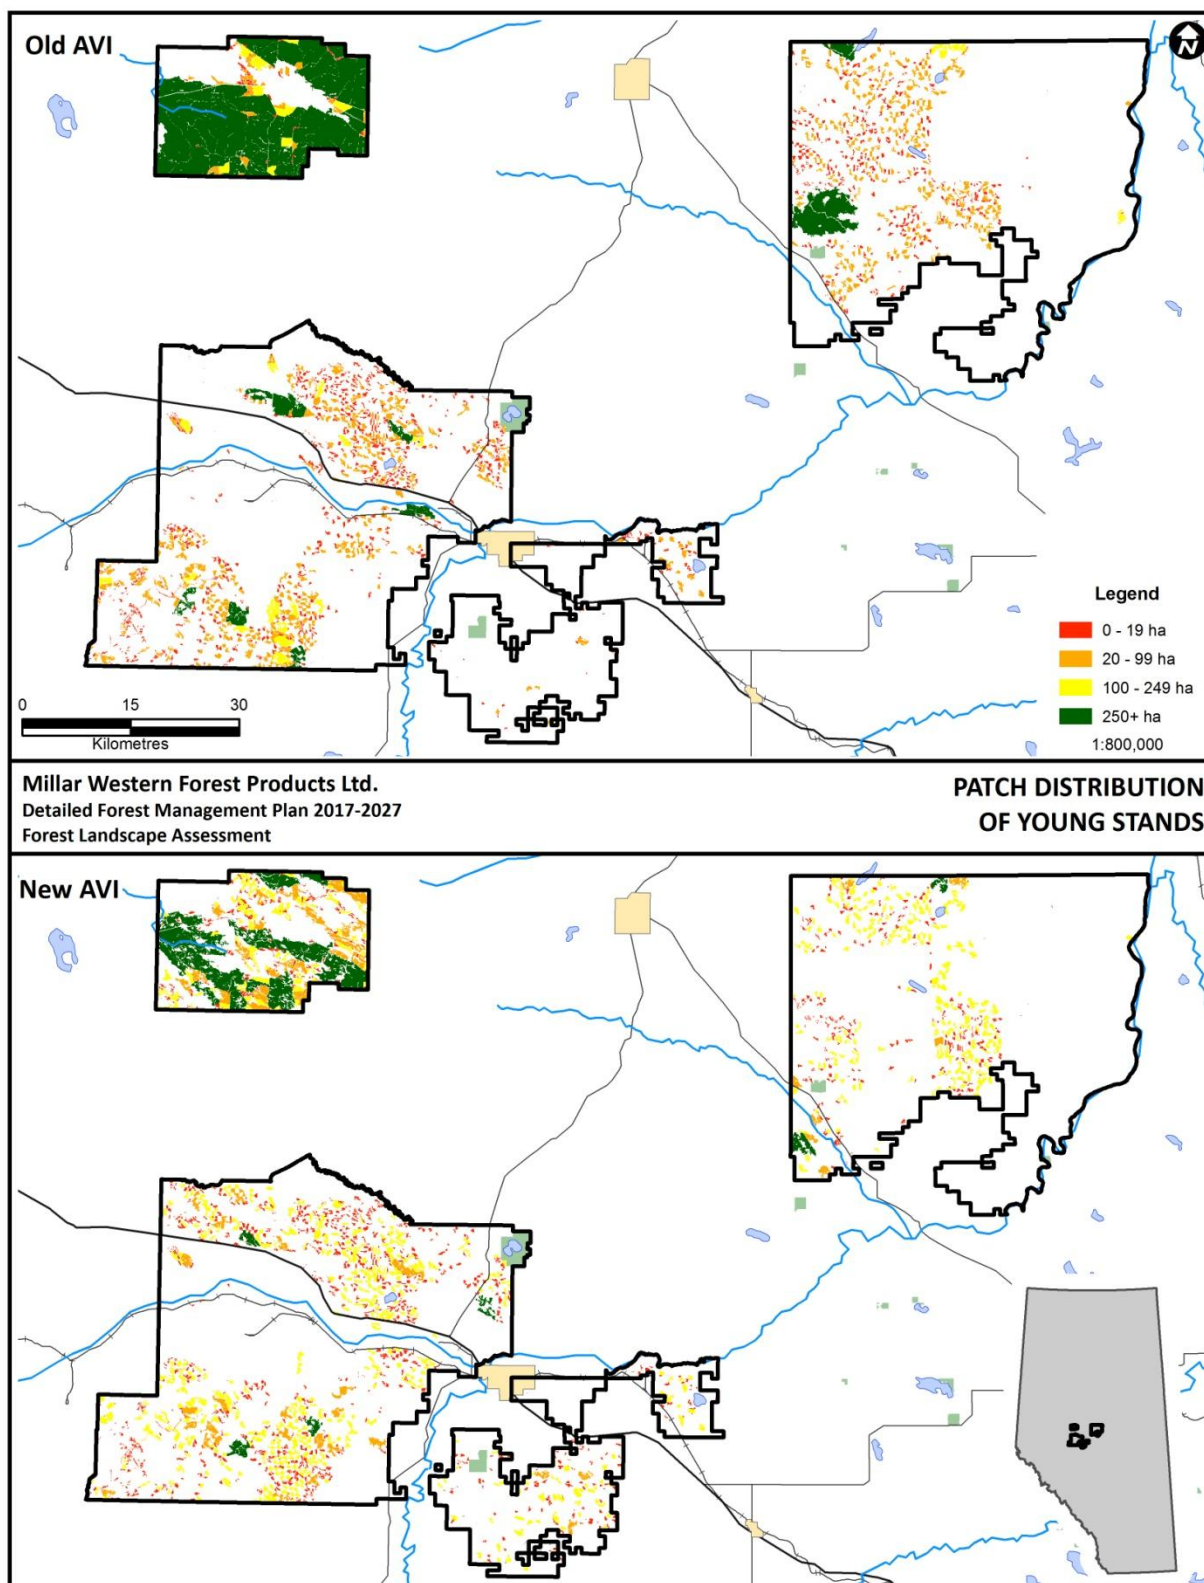 Old AVI
N
Legend
0 - 19 ha
20 - 99 ha
100 - 249 ha
250+ ha
1:800,000
0 15 30
Kilometres
Millar Western Forest Products Ltd.
Detailed Forest Management Plan 2017-2027
Forest Landscape Assessment
PATCH DISTRIBUTION
OF YOUNG STANDS
New AVI